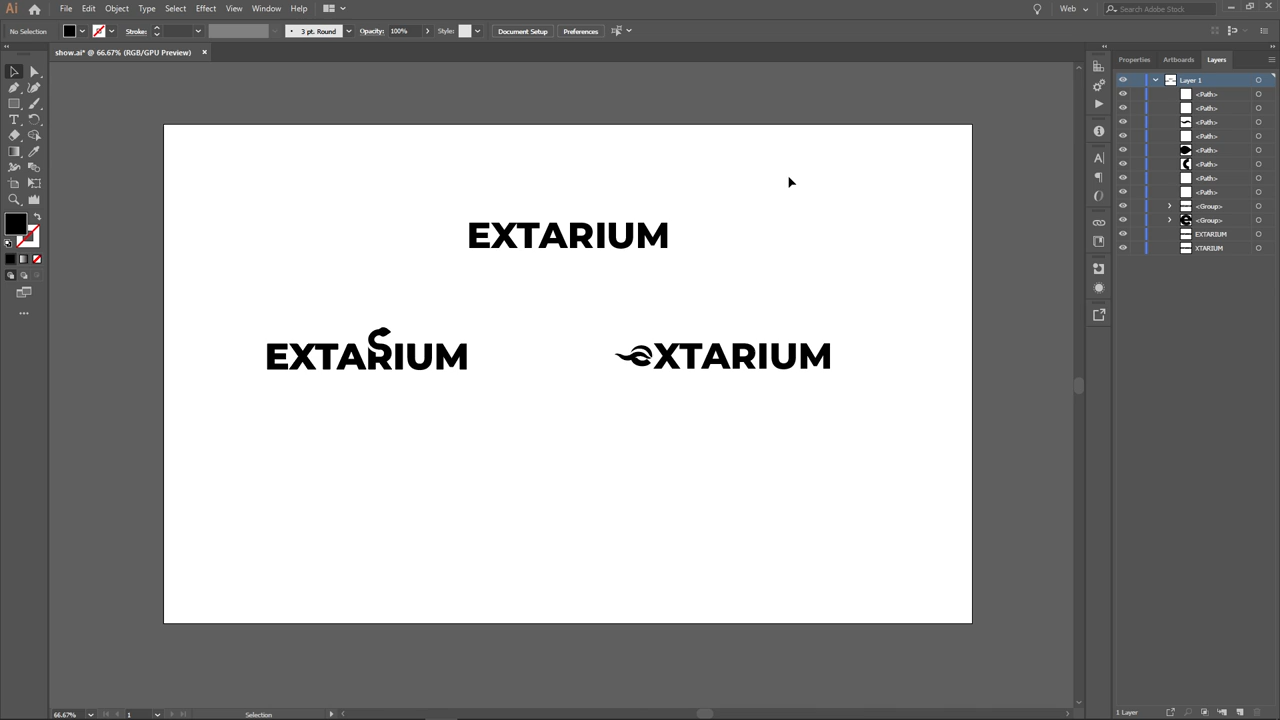 Ai File Edit Object Type Select Effect View Window Help Web Search Adobe Stock
No Selection Stroke: 3 pt. Round Opacity: 100% Style: Document Setup Preferences
show.ai* @ 66.67% (RGB/GPU Preview)
Properties Artboards Layers
Layer 1
<Path>
<Path>
<Path>
<Path>
<Path>
<Path>
<Path>
<Path>
<Group>
<Group>
EXTARIUM
XTARIUM
EXTARIUM
EXTARIUM
eXTARIUM
66.67% 1 Selection
1 Layer